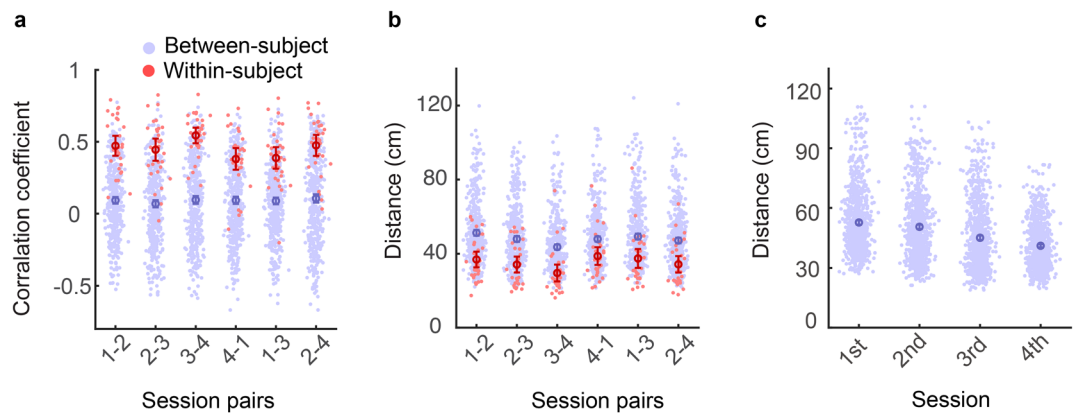 a
Between-subject
Within-subject
Corralation coefficient
1
0.5
0
-0.5
1-2
2-3
3-4
4-1
1-3
2-4
Session pairs
b
Distance (cm)
120
80
40
0
1-2
2-3
3-4
4-1
1-3
2-4
Session pairs
c
Distance (cm)
120
90
60
30
0
1st
2nd
3rd
4th
Session